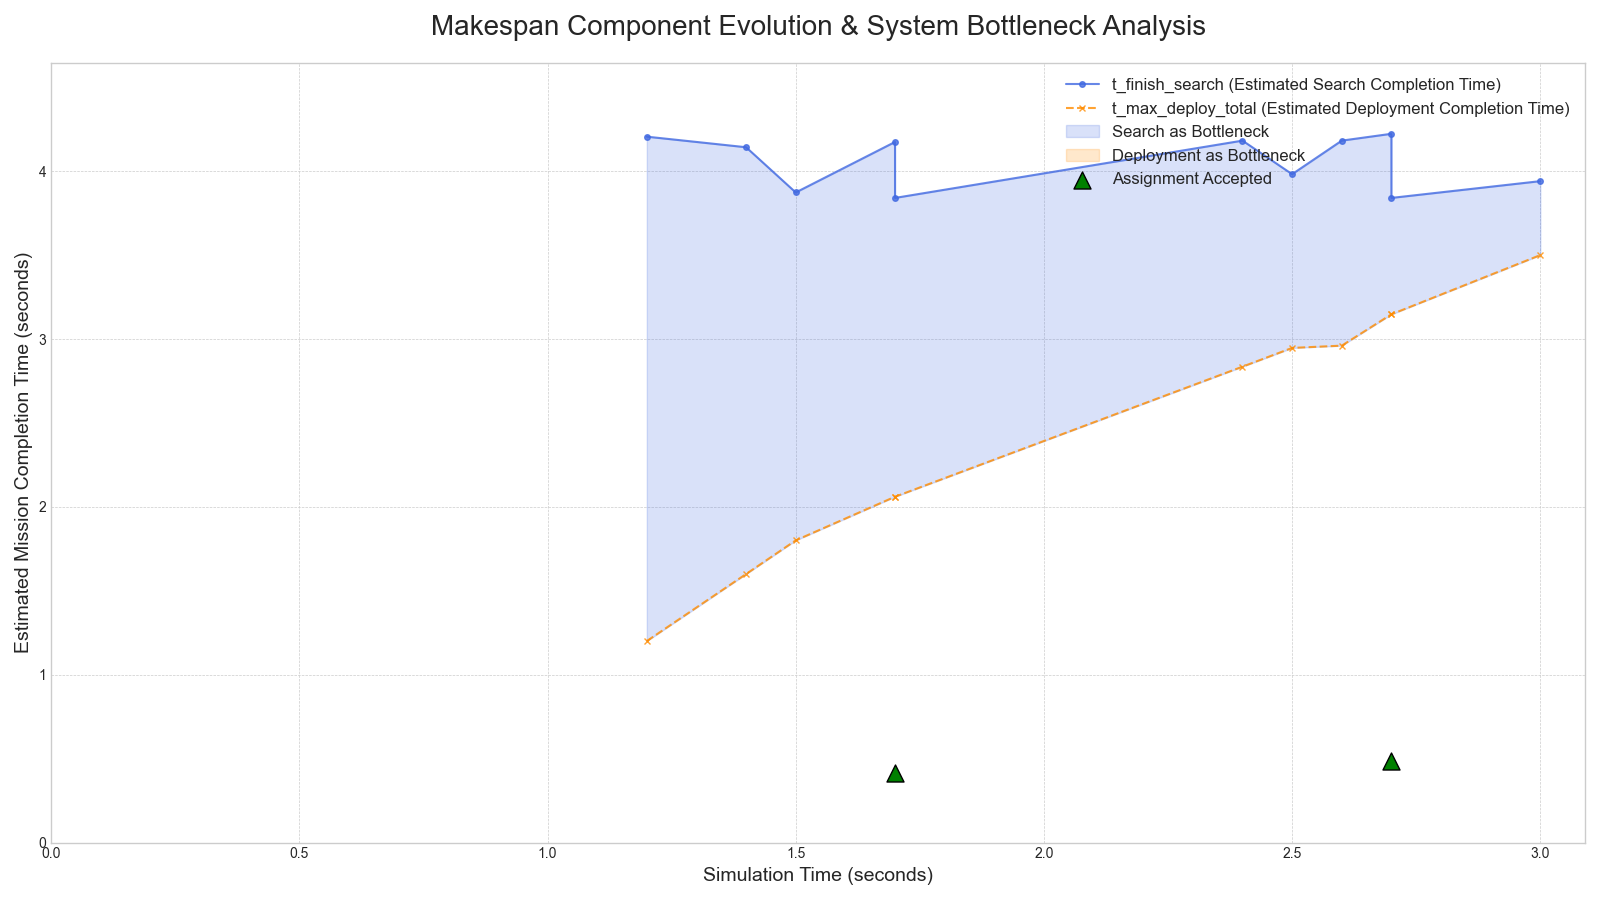 Makespan Component Evolution & System Bottleneck Analysis
t_finish_search (Estimated Search Completion Time)
t_max_deploy_total (Estimated Deployment Completion Time)
Search as Bottleneck
Deployment as Bottleneck
Assignment Accepted
Estimated Mission Completion Time (seconds)
4
3
2
1
0
0.0 0.5 1.0 1.5 2.0 2.5 3.0
Simulation Time (seconds)